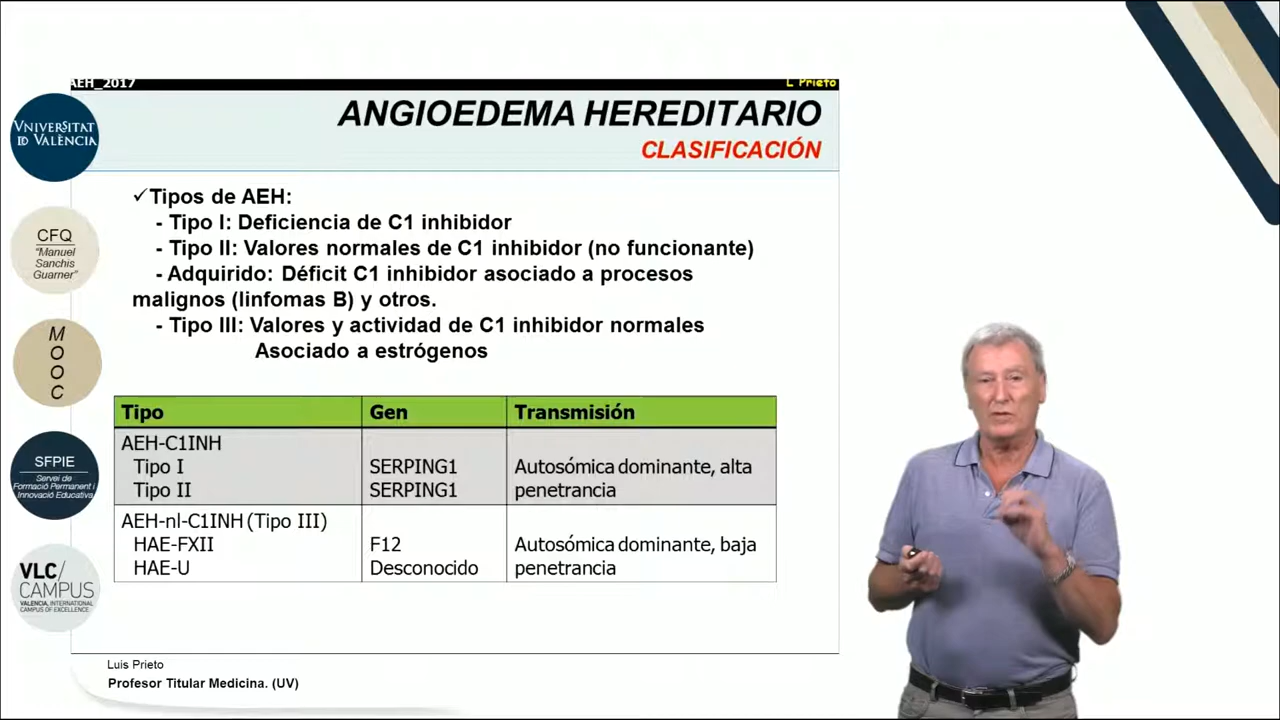 AEH_2017
L Prieto
ANGIOEDEMA HEREDITARIO
CLASIFICACIÓN
✓Tipos de AEH:
- Tipo I: Deficiencia de C1 inhibidor
- Tipo II: Valores normales de C1 inhibidor (no funcionante)
- Adquirido: Déficit C1 inhibidor asociado a procesos
malignos (linfomas B) y otros.
- Tipo III: Valores y actividad de C1 inhibidor normales
Asociado a estrógenos
Tipo Gen Transmisión
AEH-C1INH
Tipo I SERPING1 Autosómica dominante, alta
Tipo II SERPING1 penetrancia
AEH-nl-C1INH (Tipo III)
HAE-FXII F12 Autosómica dominante, baja
HAE-U Desconocido penetrancia
Luis Prieto
Profesor Titular Medicina. (UV)
VNIVERSITAT
ID VALÈNCIA
CFQ
"Manuel
Sanchis
Guarner"
M
O
O
C
SFPIE
Servei de
Formació Permanent i
Innovació Educativa
VLC/
CAMPUS
VALENCIA, INTERNATIONAL
CAMPUS OF EXCELLENCE